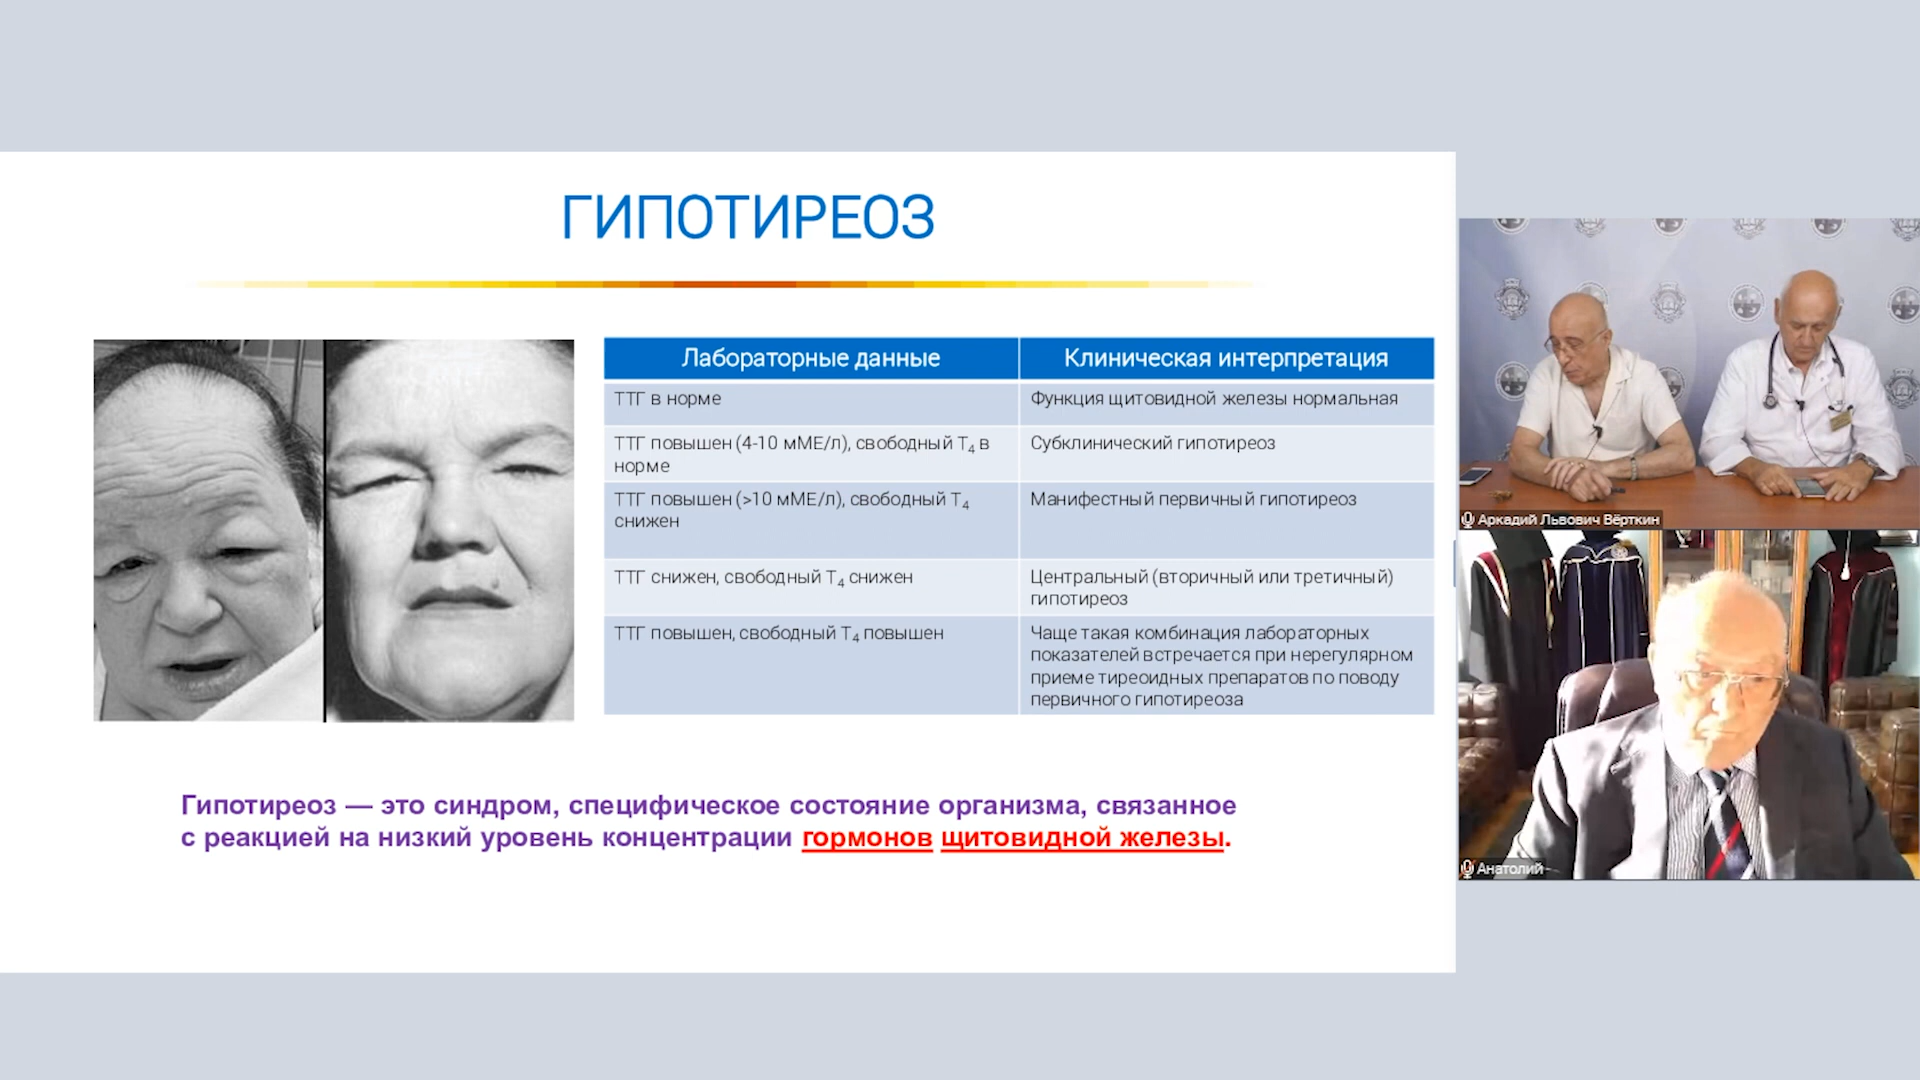 ГИПОТИРЕОЗ
Лабораторные данные
Клиническая интерпретация
ТТГ в норме
Функция щитовидной железы нормальная
ТТГ повышен (4-10 мМЕ/л), свободный Т4 в
норме
Субклинический гипотиреоз
ТТГ повышен (>10 мМЕ/л), свободный Т4
снижен
Манифестный первичный гипотиреоз
ТТГ снижен, свободный Т4 снижен
Центральный (вторичный или третичный)
гипотиреоз
ТТГ повышен, свободный Т4 повышен
Чаще такая комбинация лабораторных
показателей встречается при нерегулярном
приеме тиреоидных препаратов по поводу
первичного гипотиреоза
Гипотиреоз — это синдром, специфическое состояние организма, связанное
с реакцией на низкий уровень концентрации гормонов щитовидной железы.
Аркадий Львович Вёрткин
Анатолий